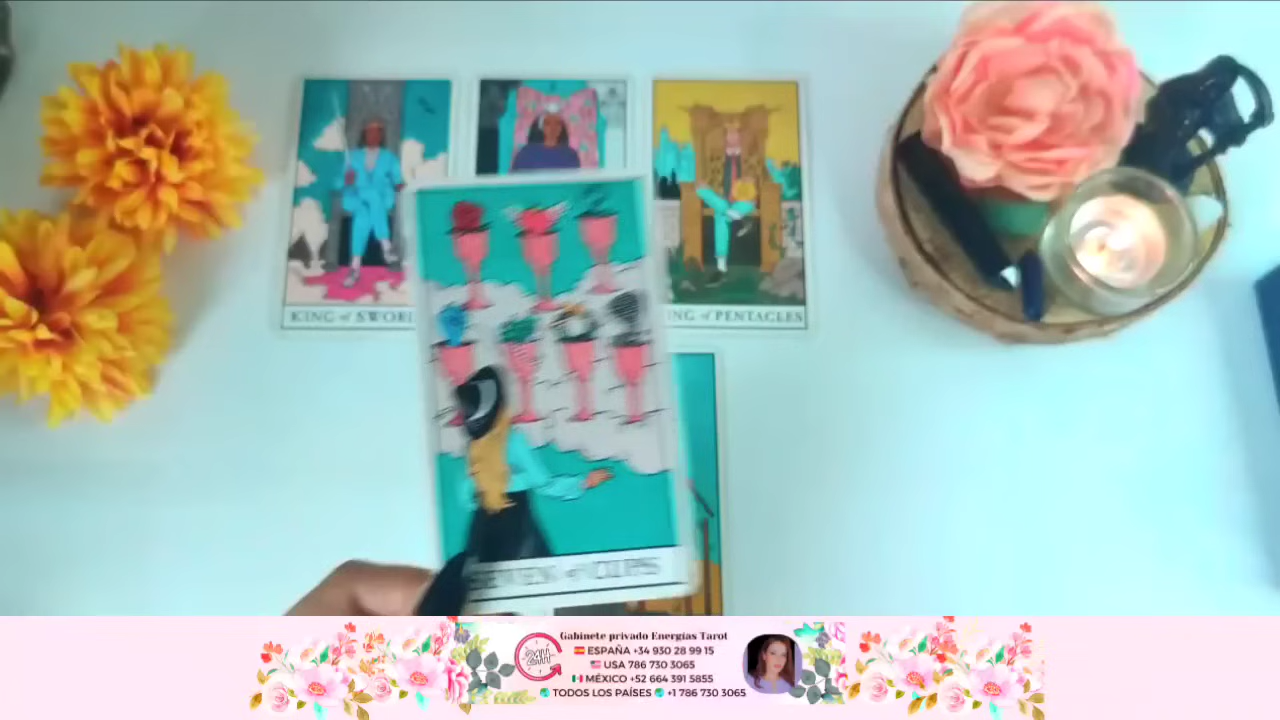 KING of SWORDS
KING of PENTACLES
SEVEN of CUPS
24H
Gabinete privado Energías Tarot
ESPAÑA +34 930 28 99 15
USA 786 730 3065
MÉXICO +52 664 391 5855
TODOS LOS PAÍSES +1 786 730 3065